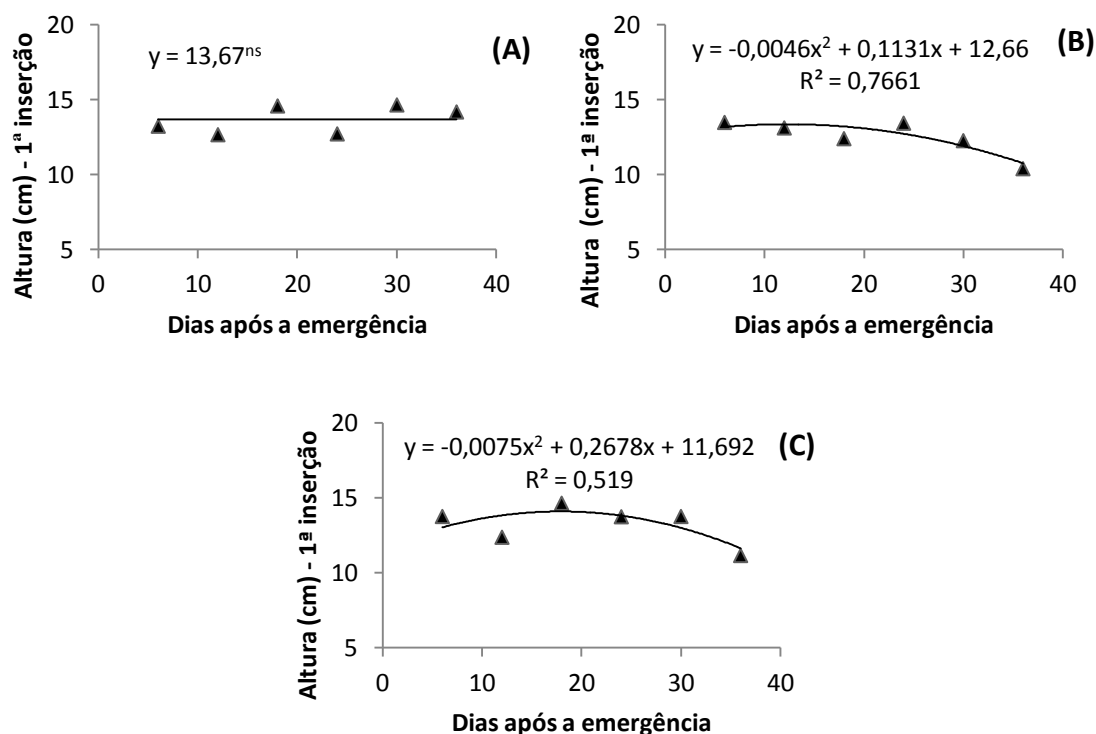 y = 13,67ns
(A)
Altura (cm) - 1ª inserção
20
15
10
5
0 10 20 30 40
Dias após a emergência
y = -0,0046x² + 0,1131x + 12,66
R² = 0,7661
(B)
Altura (cm) - 1ª inserção
20
15
10
5
0 10 20 30 40
Dias após a emergência
y = -0,0075x² + 0,2678x + 11,692
R² = 0,519
(C)
Altura (cm) - 1ª inserção
20
15
10
5
0 10 20 30 40
Dias após a emergência